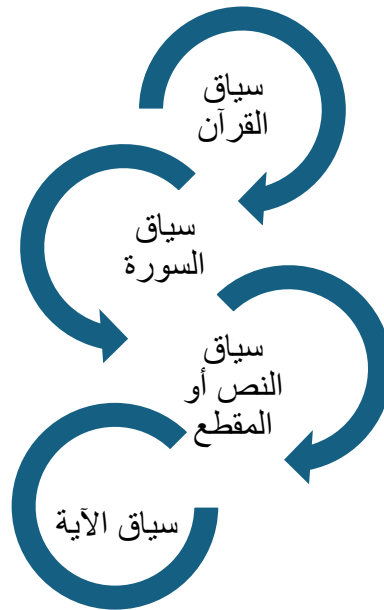 سياق
القرآن
سياق
السورة
سياق
النص أو
المقطع
سياق الآية